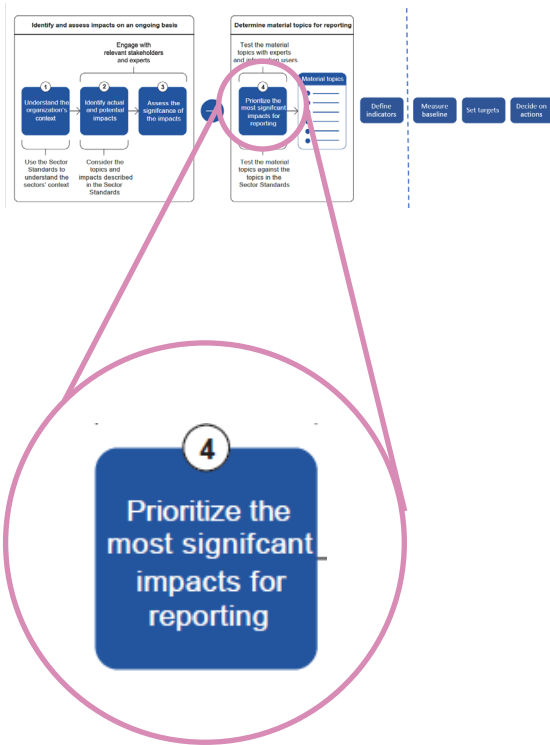 Identify and assess impacts on an ongoing basis
Engage with
relevant stakeholders
and experts
1
Understand the
organization's
context
2
Identify actual
and potential
impacts
3
Assess the
significance of
the impacts
Use the Sector
Standards to
understand the
sectors' context
Consider the
topics and
impacts described
in the Sector
Standards
Determine material topics for reporting
Test the material
topics with experts
and information users
4
Prioritize the
most signifcant
impacts for
reporting
Test the material
topics against the
topics in the
Sector Standards
Material topics
Define
indicators
Measure
baseline
Set targets
Decide on
actions
4
Prioritize the
most signifcant
impacts for
reporting